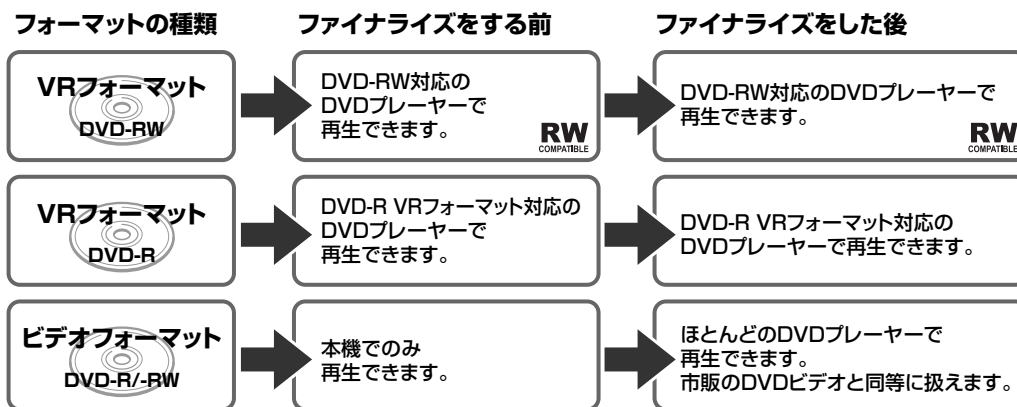 フォーマットの種類
ファイナライズをする前
ファイナライズをした後
VRフォーマット
DVD-RW
DVD-RW対応の
DVDプレーヤーで
再生できます。
RW
COMPATIBLE
DVD-RW対応のDVDプレーヤーで
再生できます。
RW
COMPATIBLE
VRフォーマット
DVD-R
DVD-R VRフォーマット対応の
DVDプレーヤーで
再生できます。
DVD-R VRフォーマット対応の
DVDプレーヤーで再生できます。
ビデオフォーマット
DVD-R/-RW
本機でのみ
再生できます。
ほとんどのDVDプレーヤーで
再生できます。
市販のDVDビデオと同等に扱えます。